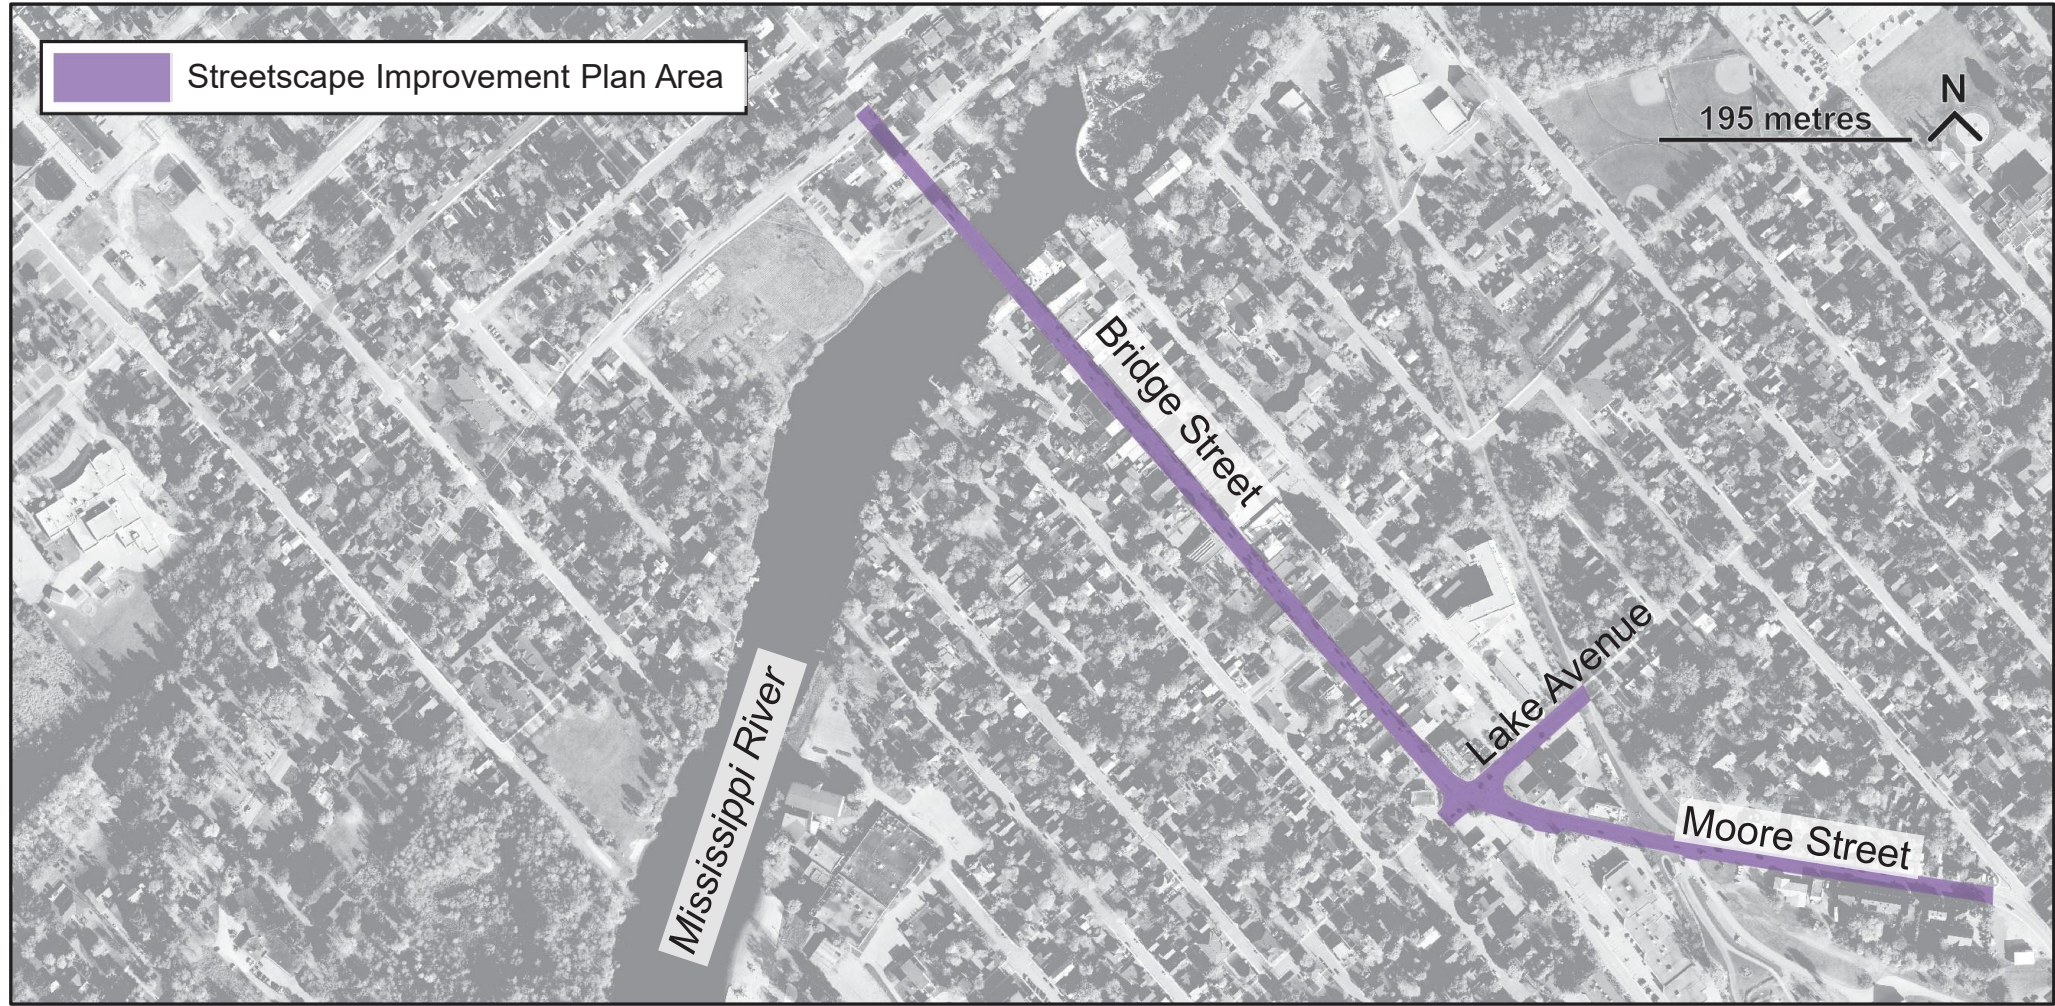 Streetscape Improvement Plan Area
N
195 metres
Bridge Street
Lake Avenue
Moore Street
Mississippi River